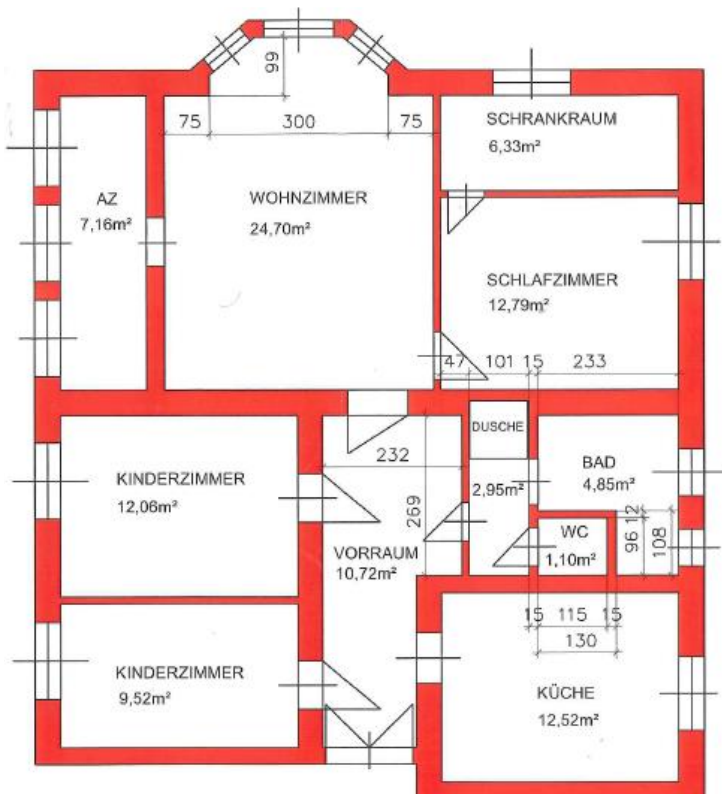 99
75
300
75
SCHRANKRAUM
6,33m²
AZ
7,16m²
WOHNZIMMER
24,70m²
SCHLAFZIMMER
12,79m²
47
101
15
233
DUSCHE
232
269
2,95m²
BAD
4,85m²
KINDERZIMMER
12,06m²
12
96
108
WC
1,10m²
VORRAUM
10,72m²
15
115
15
130
KINDERZIMMER
9,52m²
KÜCHE
12,52m²